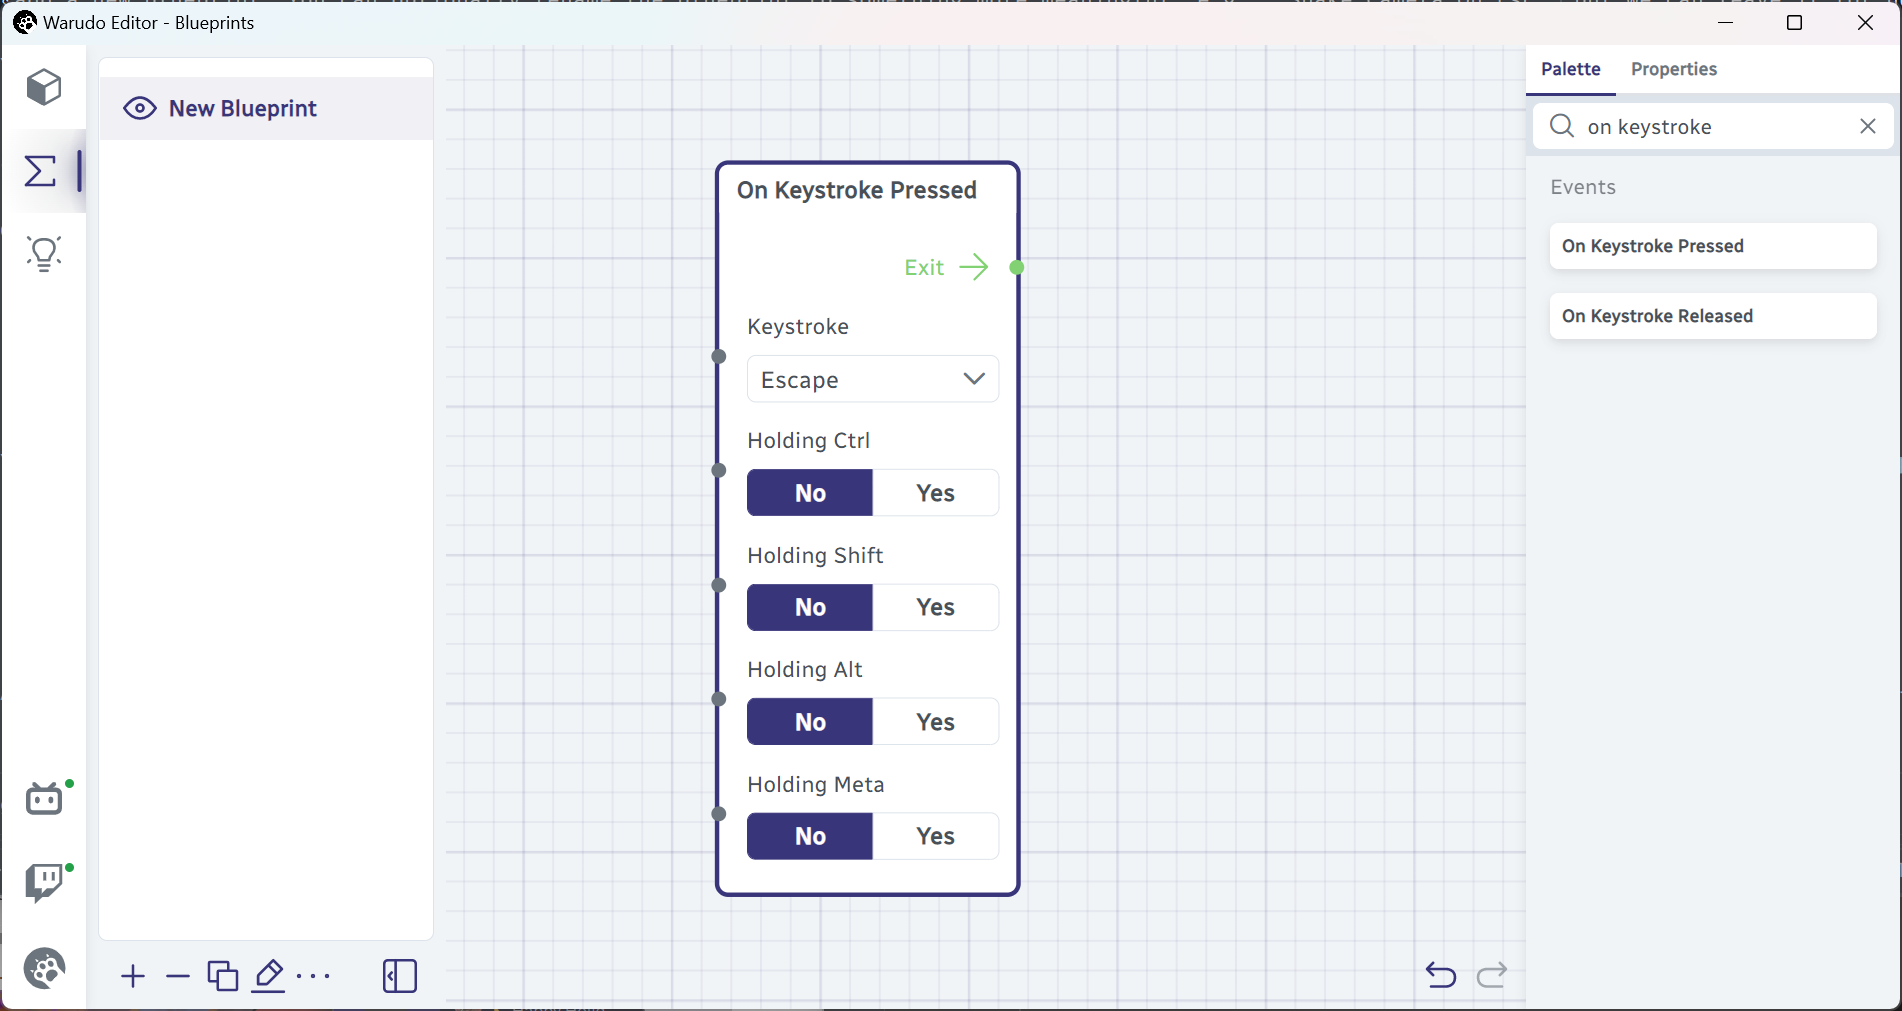 Warudo Editor - Blueprints
New Blueprint
On Keystroke Pressed
Exit
Keystroke
Escape
Holding Ctrl
No Yes
Holding Shift
No Yes
Holding Alt
No Yes
Holding Meta
No Yes
Palette Properties
on keystroke
Events
On Keystroke Pressed
On Keystroke Released